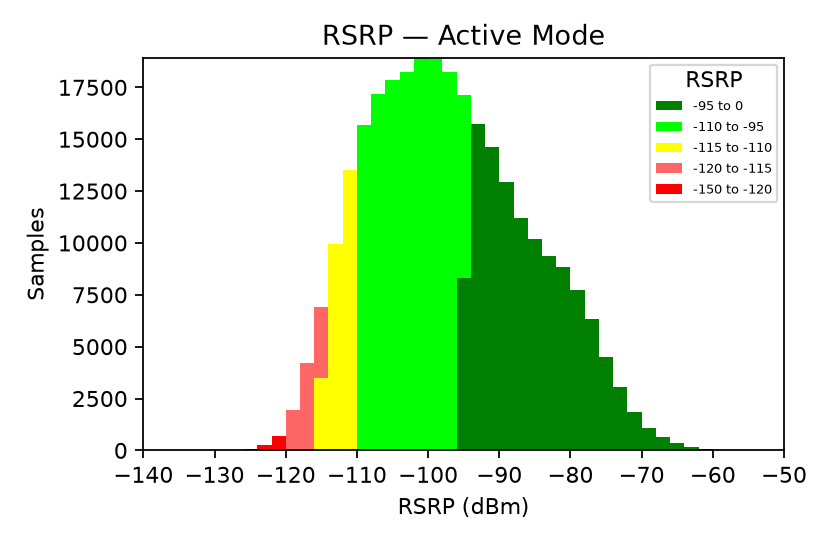 RSRP — Active Mode
17500
15000
12500
10000
7500
5000
2500
0
Samples
−140 −130 −120 −110 −100 −90 −80 −70 −60 −50
RSRP (dBm)
RSRP
-95 to 0
-110 to -95
-115 to -110
-120 to -115
-150 to -120